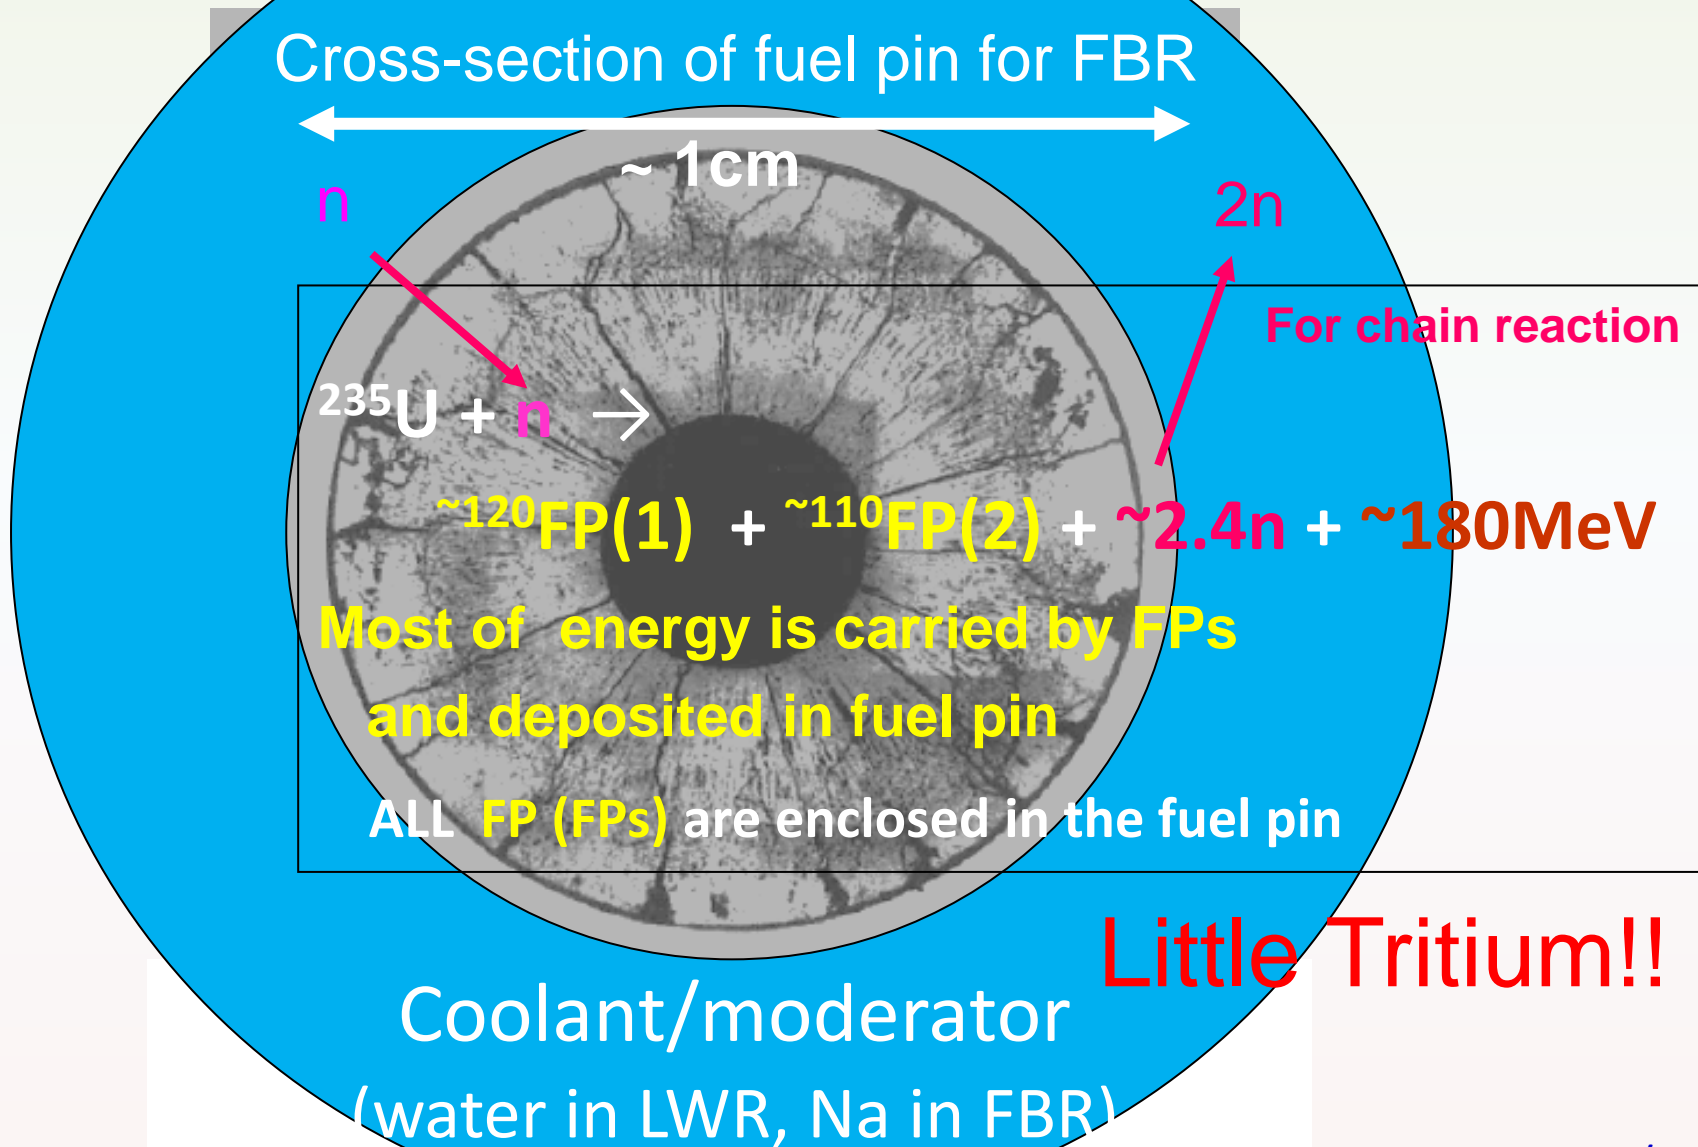 Cross-section of fuel pin for FBR
~ 1cm
n
2n
For chain reaction
²³⁵U + n →
~¹²⁰FP(1) + ~¹¹⁰FP(2) + ~2.4n + ~180MeV
Most of energy is carried by FPs
and deposited in fuel pin
ALL FP (FPs) are enclosed in the fuel pin
Little Tritium!!
Coolant/moderator
(water in LWR, Na in FBR)